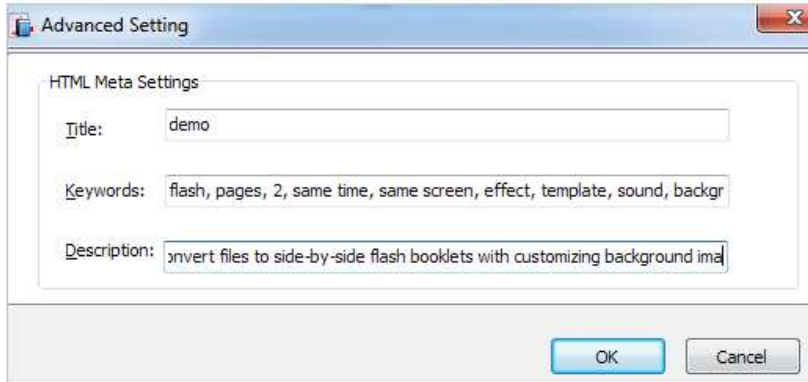 Advanced Setting
HTML Meta Settings
Title: demo
Keywords: flash, pages, 2, same time, same screen, effect, template, sound, backgr
Description: onvert files to side-by-side flash booklets with customizing background ima
OK Cancel